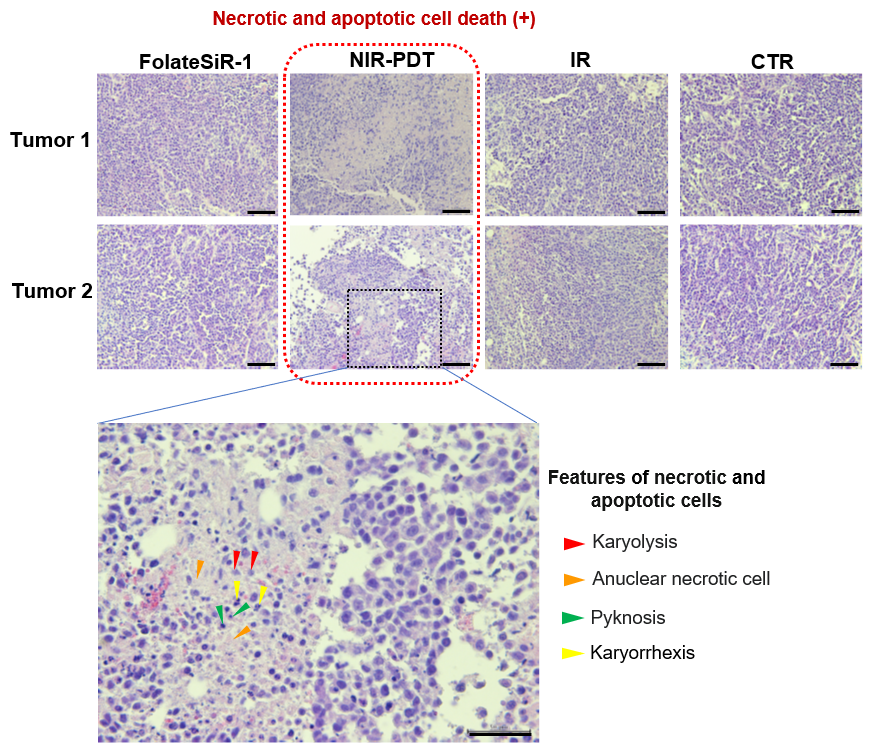 Necrotic and apoptotic cell death (+)
FolateSiR-1 NIR-PDT IR CTR
Tumor 1
Tumor 2
Features of necrotic and
apoptotic cells
Karyolysis
Anuclear necrotic cell
Pyknosis
Karyorrhexis